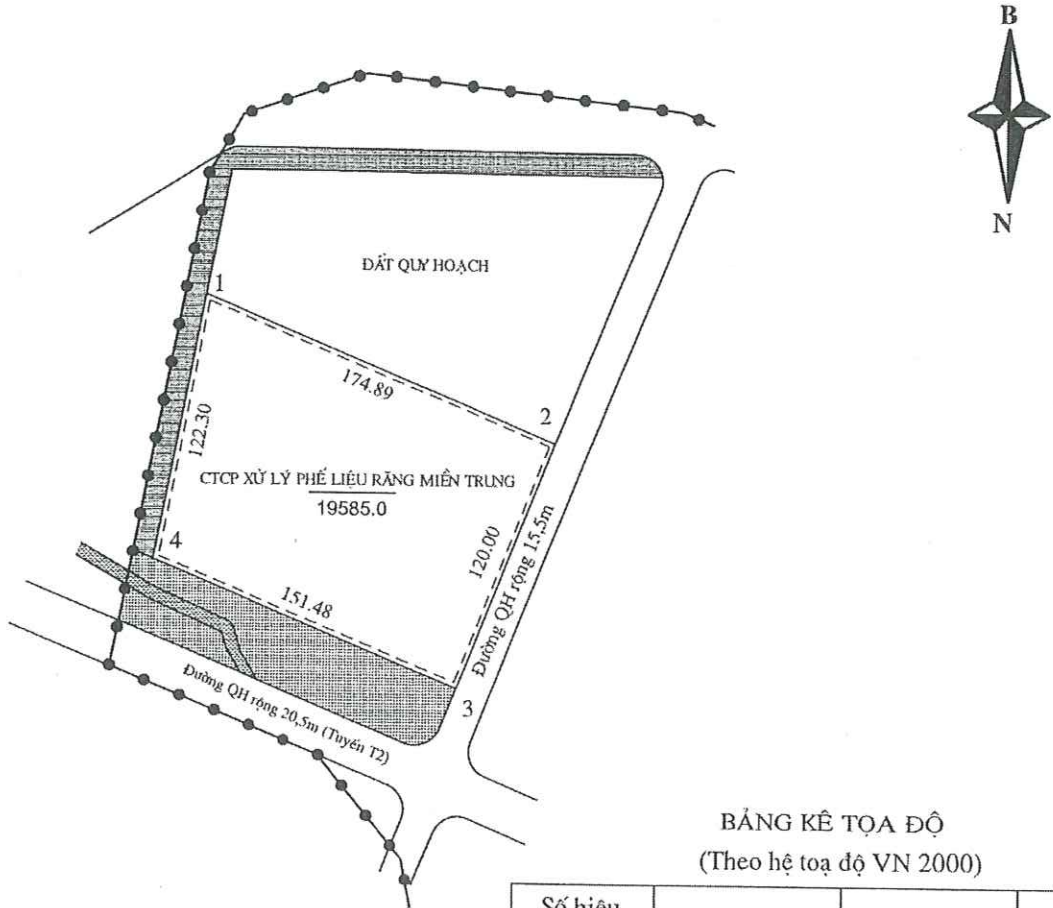 B
N
ĐẤT QUY HOẠCH
1
174.89
2
122.30
CTCP XỬ LÝ PHẾ LIỆU RĂNG MIỀN TRUNG
19585.0
120.00
Đường QH rộng 15,5m
4
151.48
3
Đường QH rộng 20,5m (Tuyến T2)
BẢNG KÊ TỌA ĐỘ
(Theo hệ toạ độ VN 2000)
Số hiệu